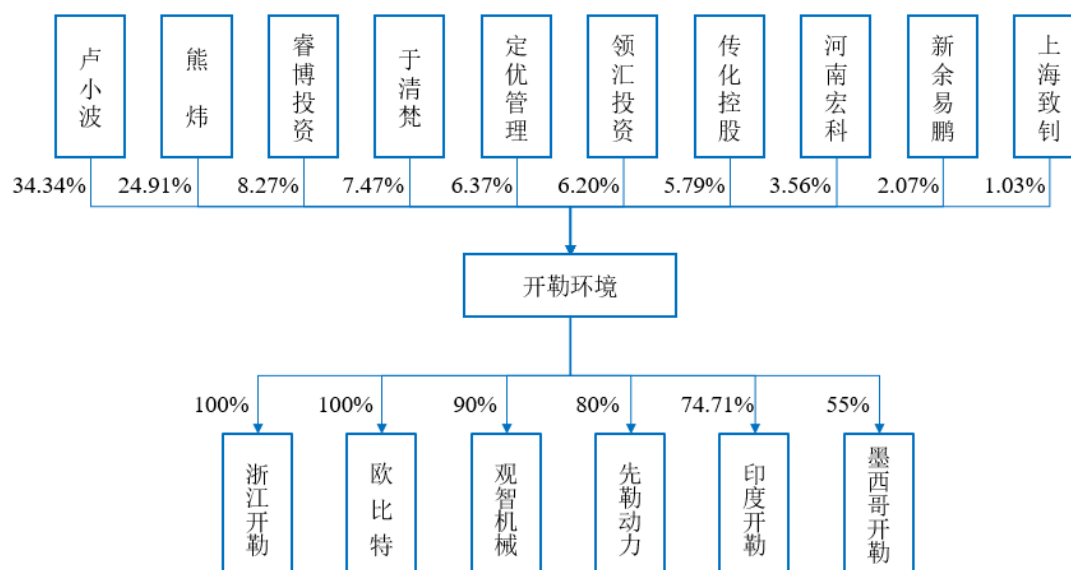 卢小波
熊炜
睿博投资
于清梵
定优管理
领汇投资
传化控股
河南宏科
新余易鹏
上海致钊
34.34%
24.91%
8.27%
7.47%
6.37%
6.20%
5.79%
3.56%
2.07%
1.03%
开勒环境
100%
100%
90%
80%
74.71%
55%
浙江开勒
欧比特
观智机械
先勒动力
印度开勒
墨西哥开勒